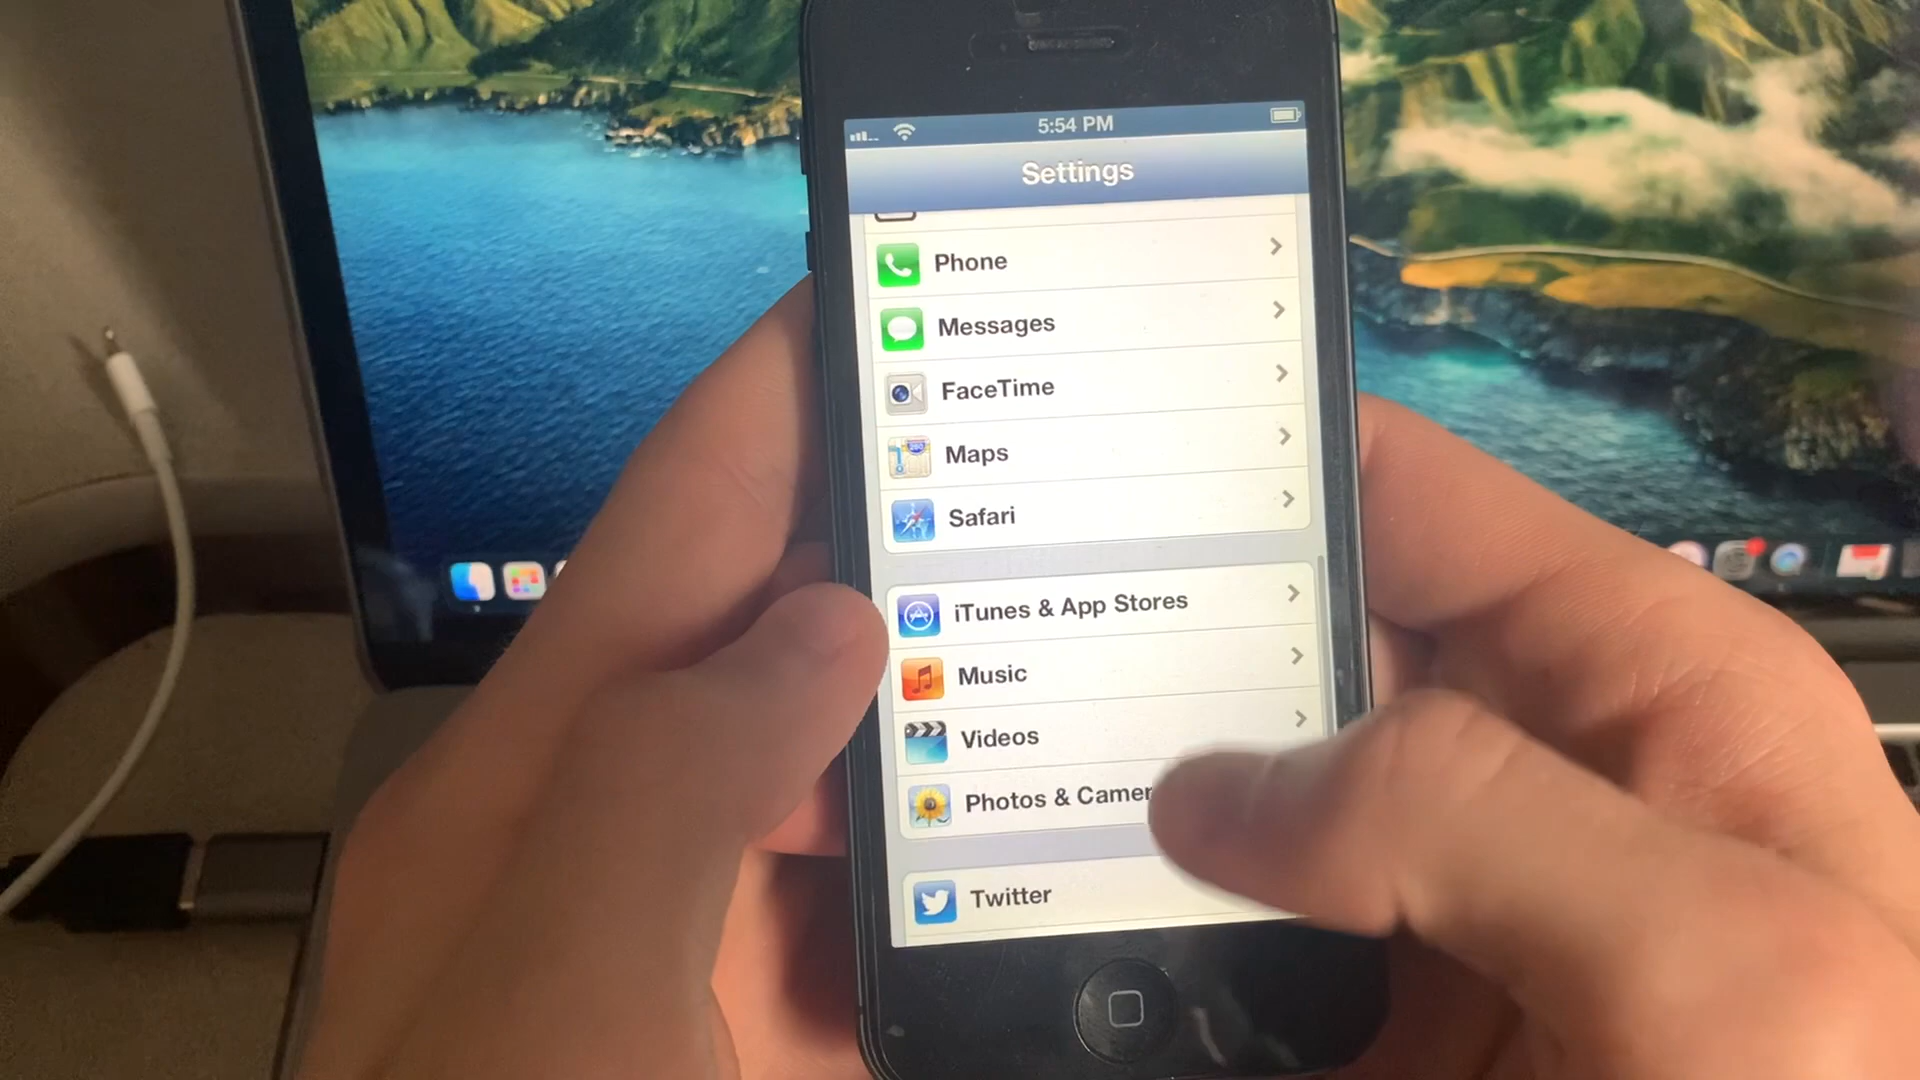 5:54 PM
Settings
Phone
Messages
FaceTime
Maps
Safari
iTunes & App Stores
Music
Videos
Photos & Camer
Twitter